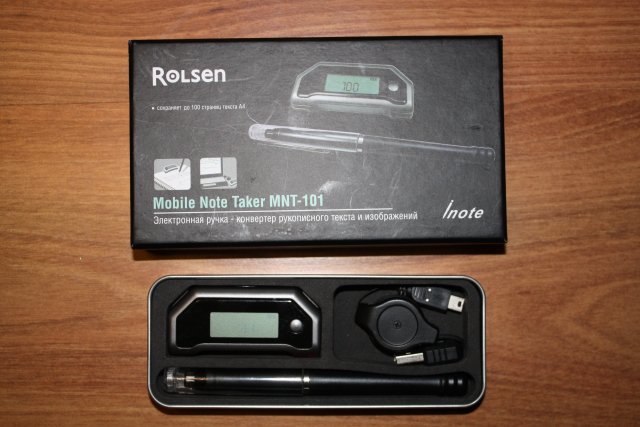 ROLSEN
• сохраняет до 100 страниц текста А4
100
Mobile Note Taker MNT-101
Электронная ручка - конвертер рукописного текста и изображений
inote